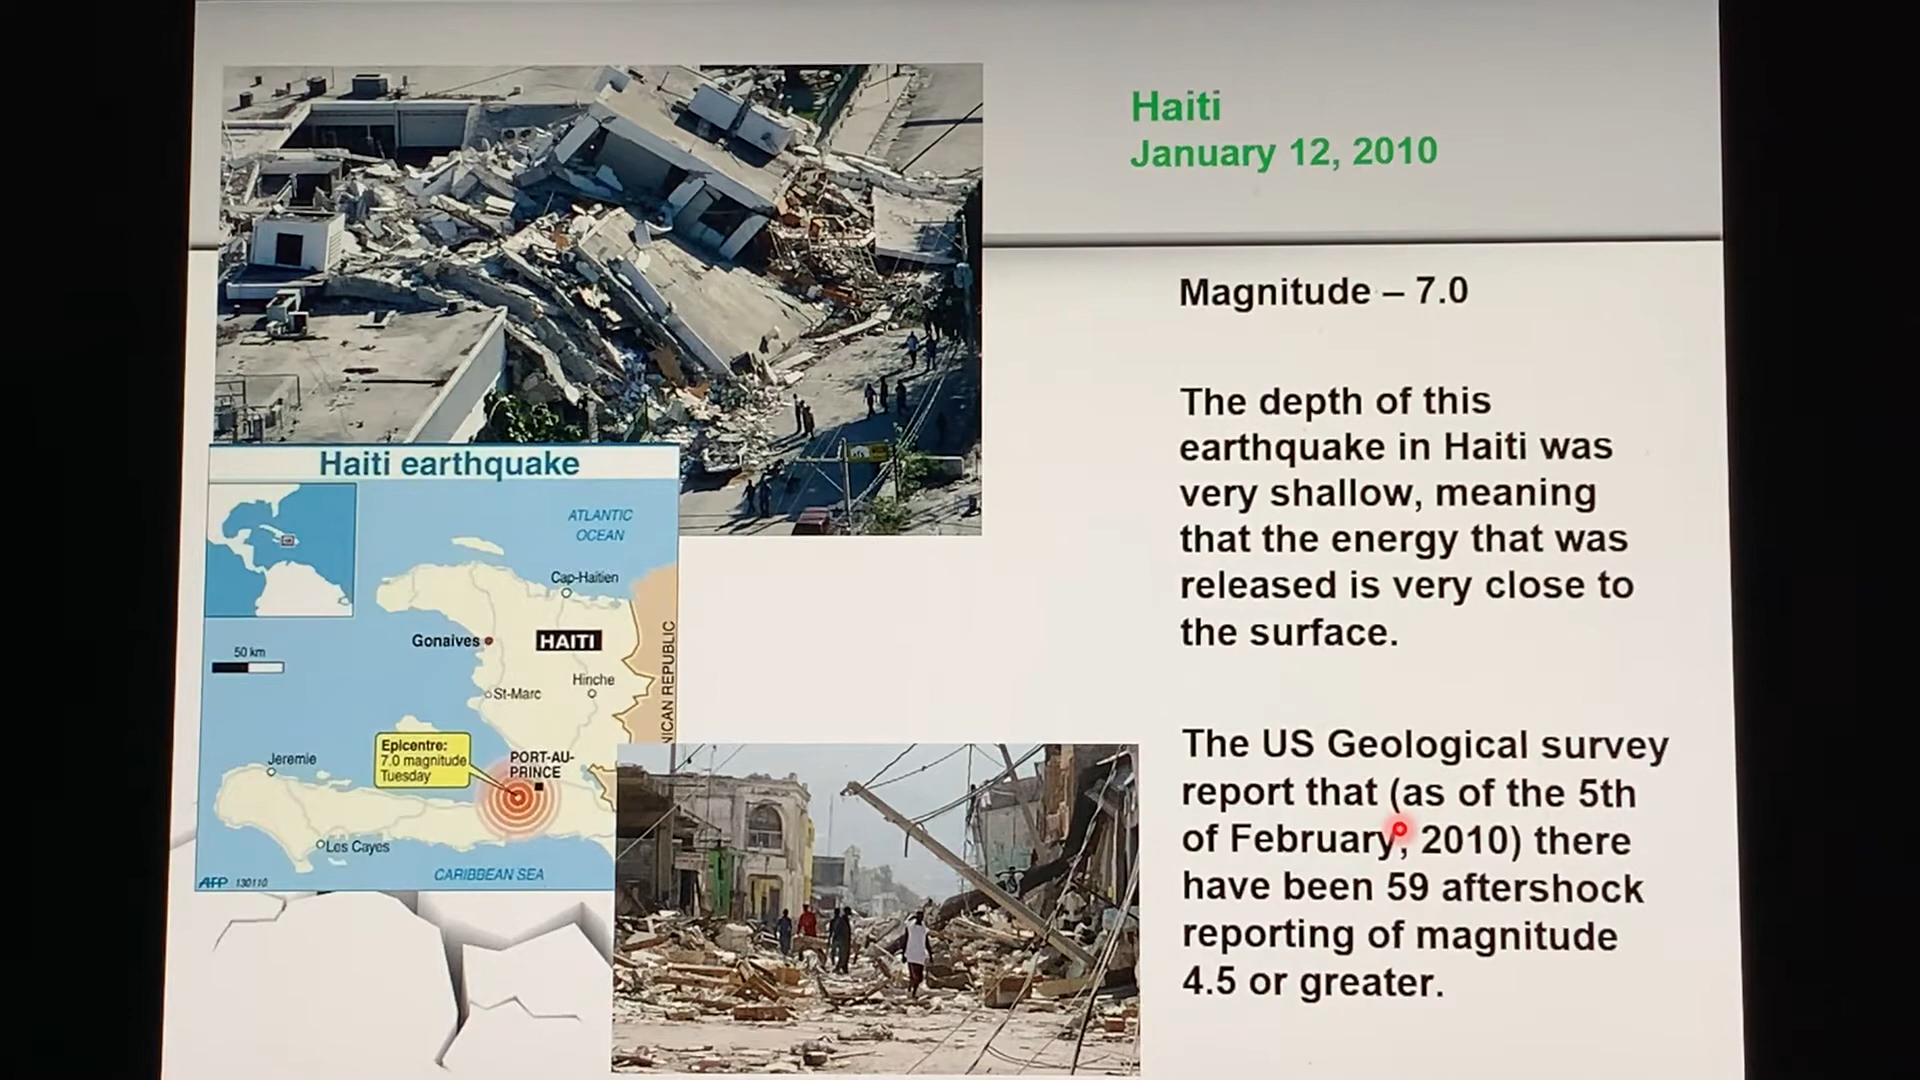 Haiti
January 12, 2010
Magnitude – 7.0
The depth of this
earthquake in Haiti was
very shallow, meaning
that the energy that was
released is very close to
the surface.
The US Geological survey
report that (as of the 5th
of February, 2010) there
have been 59 aftershock
reporting of magnitude
4.5 or greater.
Haiti earthquake
ATLANTIC
OCEAN
Cap-Haitien
Gonaives
HAITI
50 km
Hinche
St-Marc
NICAN REPUBLIC
Epicentre:
7.0 magnitude
Tuesday
PORT-AU-
PRINCE
Jeremie
Les Cayes
CARIBBEAN SEA
AFP 130110